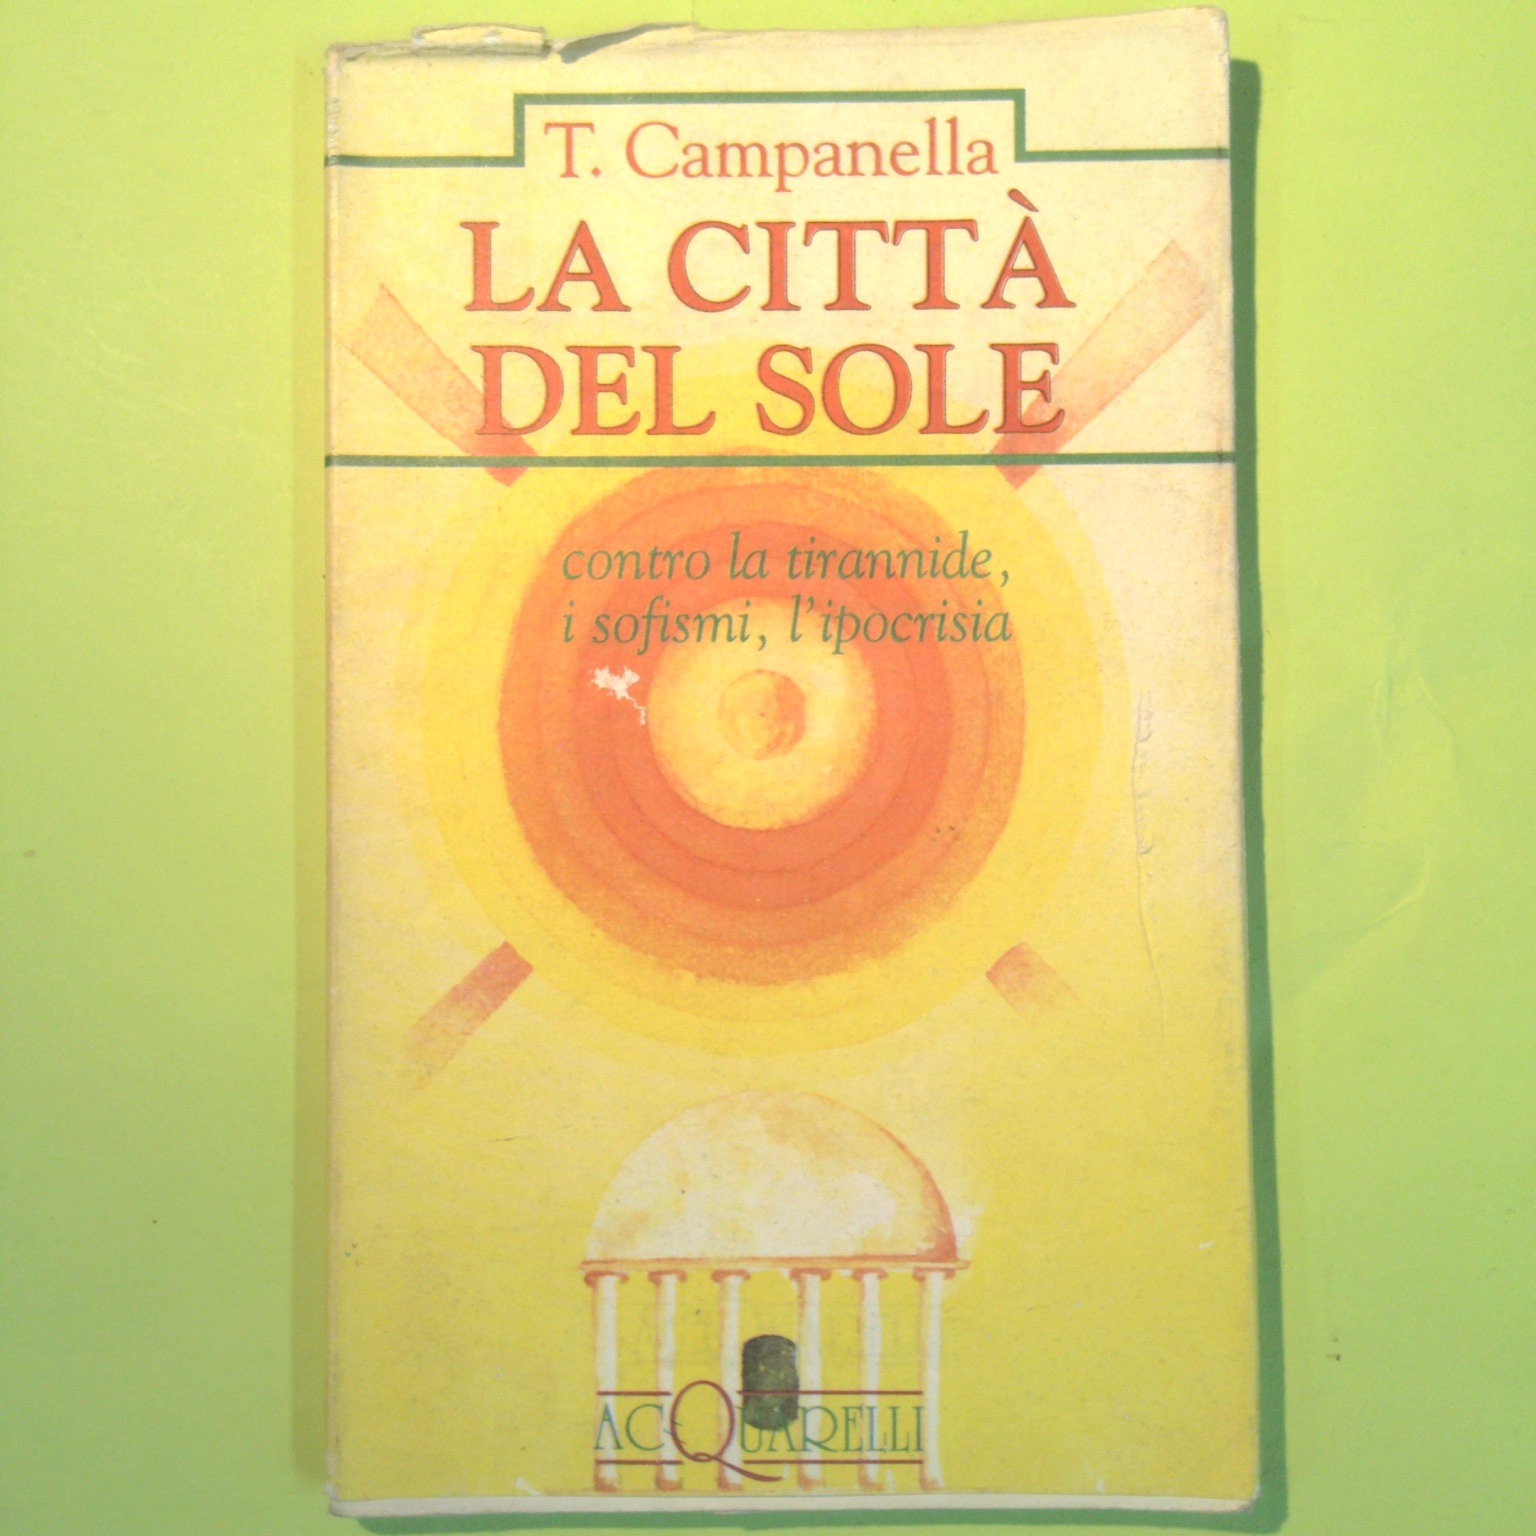 T. Campanella
LA CITTÀ
DEL SOLE
contro la tirannide,
i sofismi, l'ipocrisia
ACQUARELLI